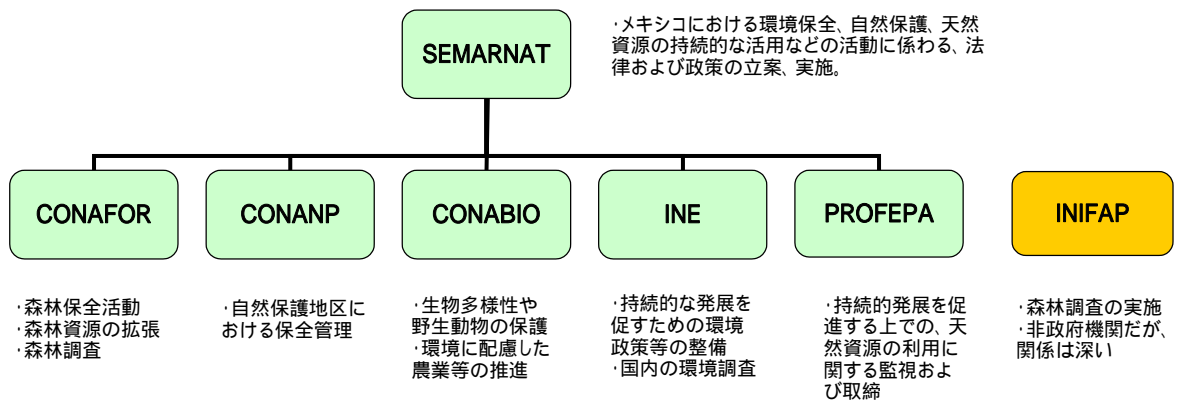 SEMARNAT
・メキシコにおける環境保全、自然保護、天然
資源の持続的な活用などの活動に係わる、法
律および政策の立案、実施。
CONAFOR
CONANP
CONABIO
INE
PROFEPA
INIFAP
・森林保全活動
・森林資源の拡張
・森林調査
・自然保護地区に
おける保全管理
・生物多様性や
野生動物の保護
・環境に配慮した
農業等の推進
・持続的な発展を
促すための環境
政策等の整備
・国内の環境調査
・持続的発展を促
進する上での、天
然資源の利用に
関する監視およ
び取締
・森林調査の実施
・非政府機関だが、
関係は深い